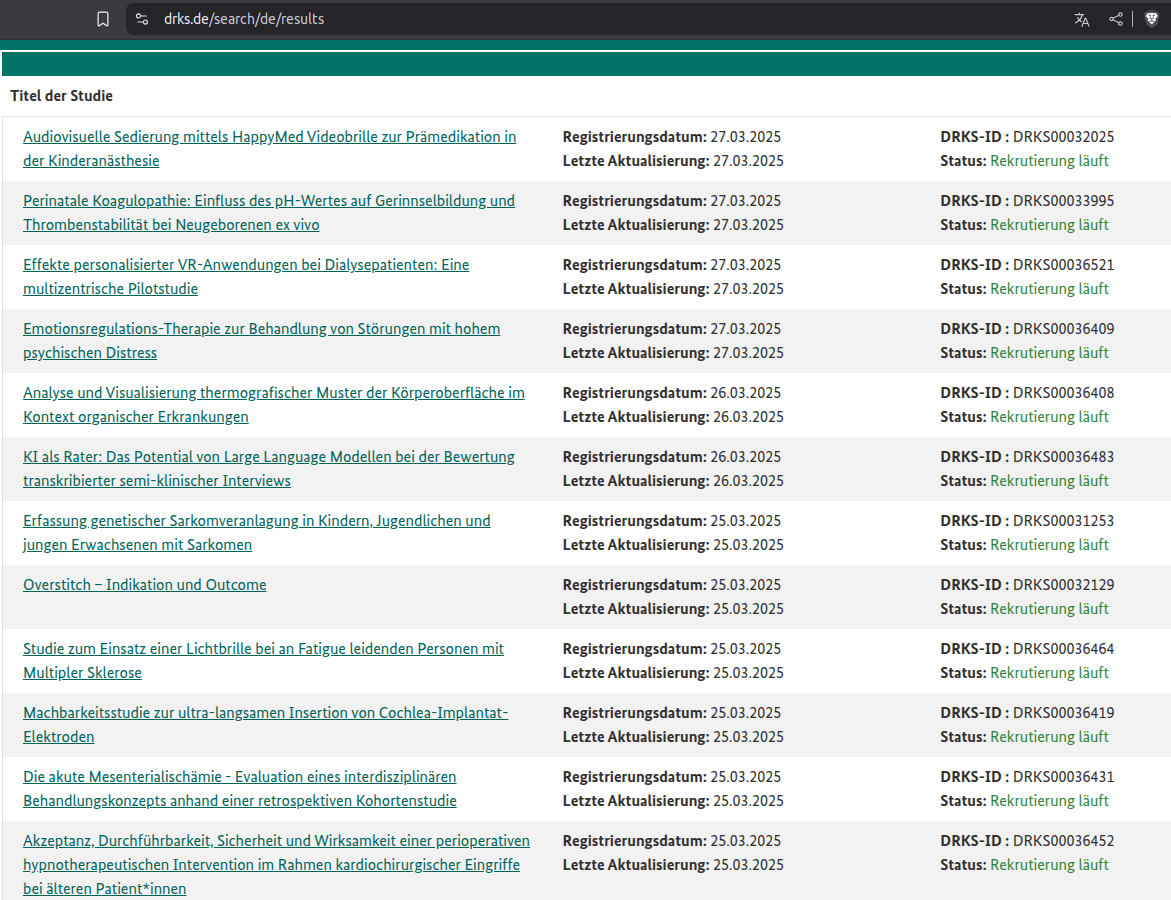 drks.de/search/de/results
Titel der Studie
Audiovisuelle Sedierung mittels HappyMed Videobrille zur Prämedikation in
der Kinderanästhesie
Registrierungsdatum: 27.03.2025
Letzte Aktualisierung: 27.03.2025
DRKS-ID : DRKS00032025
Status: Rekrutierung läuft
Perinatale Koagulopathie: Einfluss des pH-Wertes auf Gerinnselbildung und
Thrombenstabilität bei Neugeborenen ex vivo
Registrierungsdatum: 27.03.2025
Letzte Aktualisierung: 27.03.2025
DRKS-ID : DRKS00033995
Status: Rekrutierung läuft
Effekte personalisierter VR-Anwendungen bei Dialysepatienten: Eine
multizentrische Pilotstudie
Registrierungsdatum: 27.03.2025
Letzte Aktualisierung: 27.03.2025
DRKS-ID : DRKS00036521
Status: Rekrutierung läuft
Emotionsregulations-Therapie zur Behandlung von Störungen mit hohem
psychischen Distress
Registrierungsdatum: 27.03.2025
Letzte Aktualisierung: 27.03.2025
DRKS-ID : DRKS00036409
Status: Rekrutierung läuft
Analyse und Visualisierung thermografischer Muster der Körperoberfläche im
Kontext organischer Erkrankungen
Registrierungsdatum: 26.03.2025
Letzte Aktualisierung: 26.03.2025
DRKS-ID : DRKS00036408
Status: Rekrutierung läuft
KI als Rater: Das Potential von Large Language Modellen bei der Bewertung
transkribierter semi-klinischer Interviews
Registrierungsdatum: 26.03.2025
Letzte Aktualisierung: 26.03.2025
DRKS-ID : DRKS00036483
Status: Rekrutierung läuft
Erfassung genetischer Sarkomveranlagung in Kindern, Jugendlichen und
jungen Erwachsenen mit Sarkomen
Registrierungsdatum: 25.03.2025
Letzte Aktualisierung: 25.03.2025
DRKS-ID : DRKS00031253
Status: Rekrutierung läuft
Overstitch – Indikation und Outcome
Registrierungsdatum: 25.03.2025
Letzte Aktualisierung: 25.03.2025
DRKS-ID : DRKS00032129
Status: Rekrutierung läuft
Studie zum Einsatz einer Lichtbrille bei an Fatigue leidenden Personen mit
Multipler Sklerose
Registrierungsdatum: 25.03.2025
Letzte Aktualisierung: 25.03.2025
DRKS-ID : DRKS00036464
Status: Rekrutierung läuft
Machbarkeitsstudie zur ultra-langsamen Insertion von Cochlea-Implantat-
Elektroden
Registrierungsdatum: 25.03.2025
Letzte Aktualisierung: 25.03.2025
DRKS-ID : DRKS00036419
Status: Rekrutierung läuft
Die akute Mesenterialischämie - Evaluation eines interdisziplinären
Behandlungskonzepts anhand einer retrospektiven Kohortenstudie
Registrierungsdatum: 25.03.2025
Letzte Aktualisierung: 25.03.2025
DRKS-ID : DRKS00036431
Status: Rekrutierung läuft
Akzeptanz, Durchführbarkeit, Sicherheit und Wirksamkeit einer perioperativen
hypnotherapeutischen Intervention im Rahmen kardiochirurgischer Eingriffe
bei älteren Patient*innen
Registrierungsdatum: 25.03.2025
Letzte Aktualisierung: 25.03.2025
DRKS-ID : DRKS00036452
Status: Rekrutierung läuft